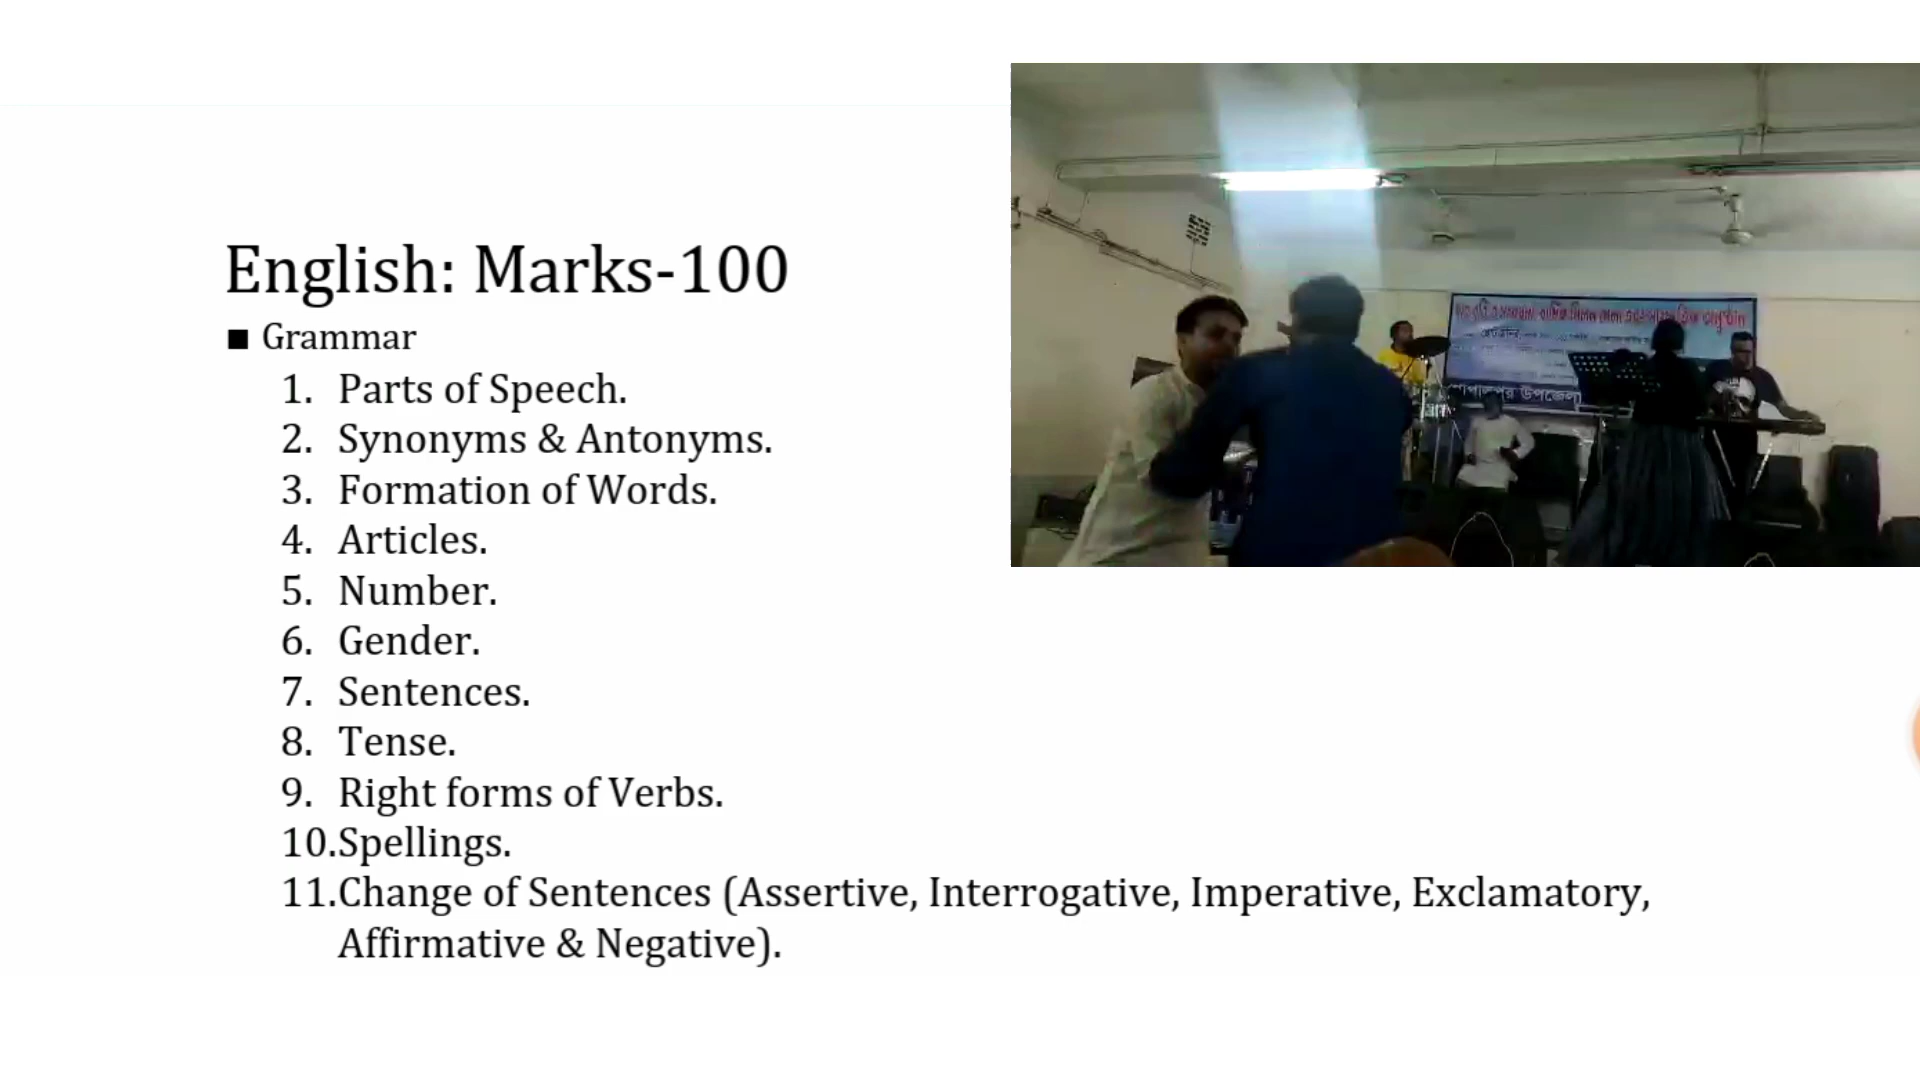 English: Marks-100
■ Grammar
1. Parts of Speech.
2. Synonyms & Antonyms.
3. Formation of Words.
4. Articles.
5. Number.
6. Gender.
7. Sentences.
8. Tense.
9. Right forms of Verbs.
10.Spellings.
11.Change of Sentences (Assertive, Interrogative, Imperative, Exclamatory,
Affirmative & Negative).
মিলন মেলা
উপজেলা